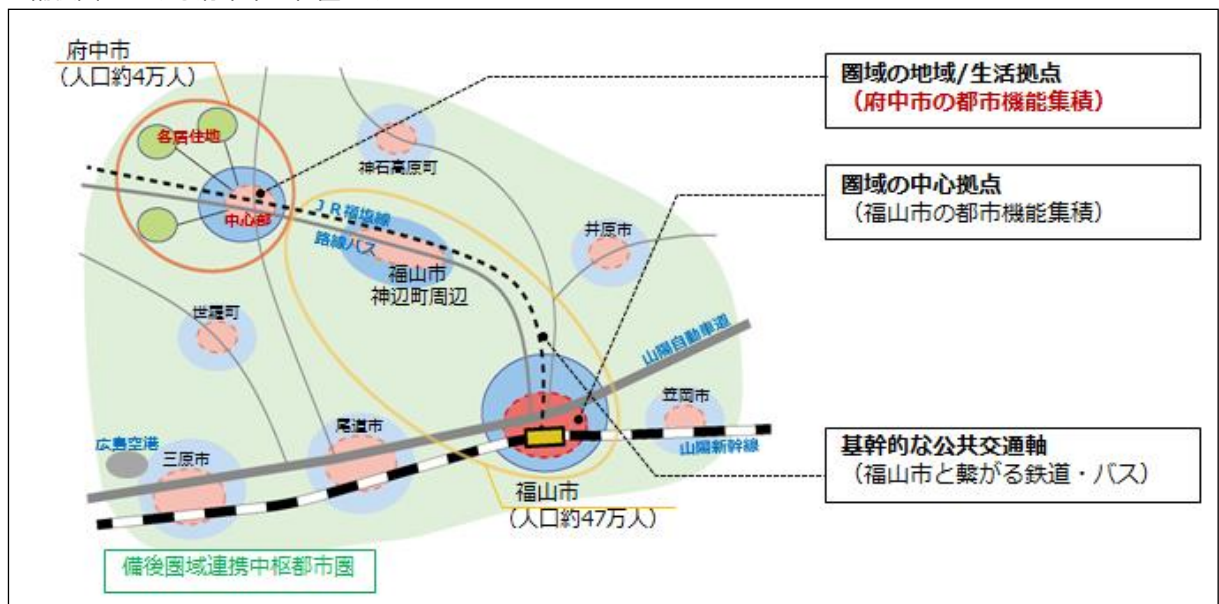 府中市
（人口約4万人）
各居住地
中心部
神石高原町
ＪＲ福塩線
路線バス
福山市
神辺町周辺
井原市
世羅町
山陽自動車道
笠岡市
尾道市
広島空港
三原市
山陽新幹線
福山市
（人口約47万人）
備後圏域連携中枢都市圏
圏域の地域/生活拠点
（府中市の都市機能集積）
圏域の中心拠点
（福山市の都市機能集積）
基幹的な公共交通軸
（福山市と繋がる鉄道・バス）